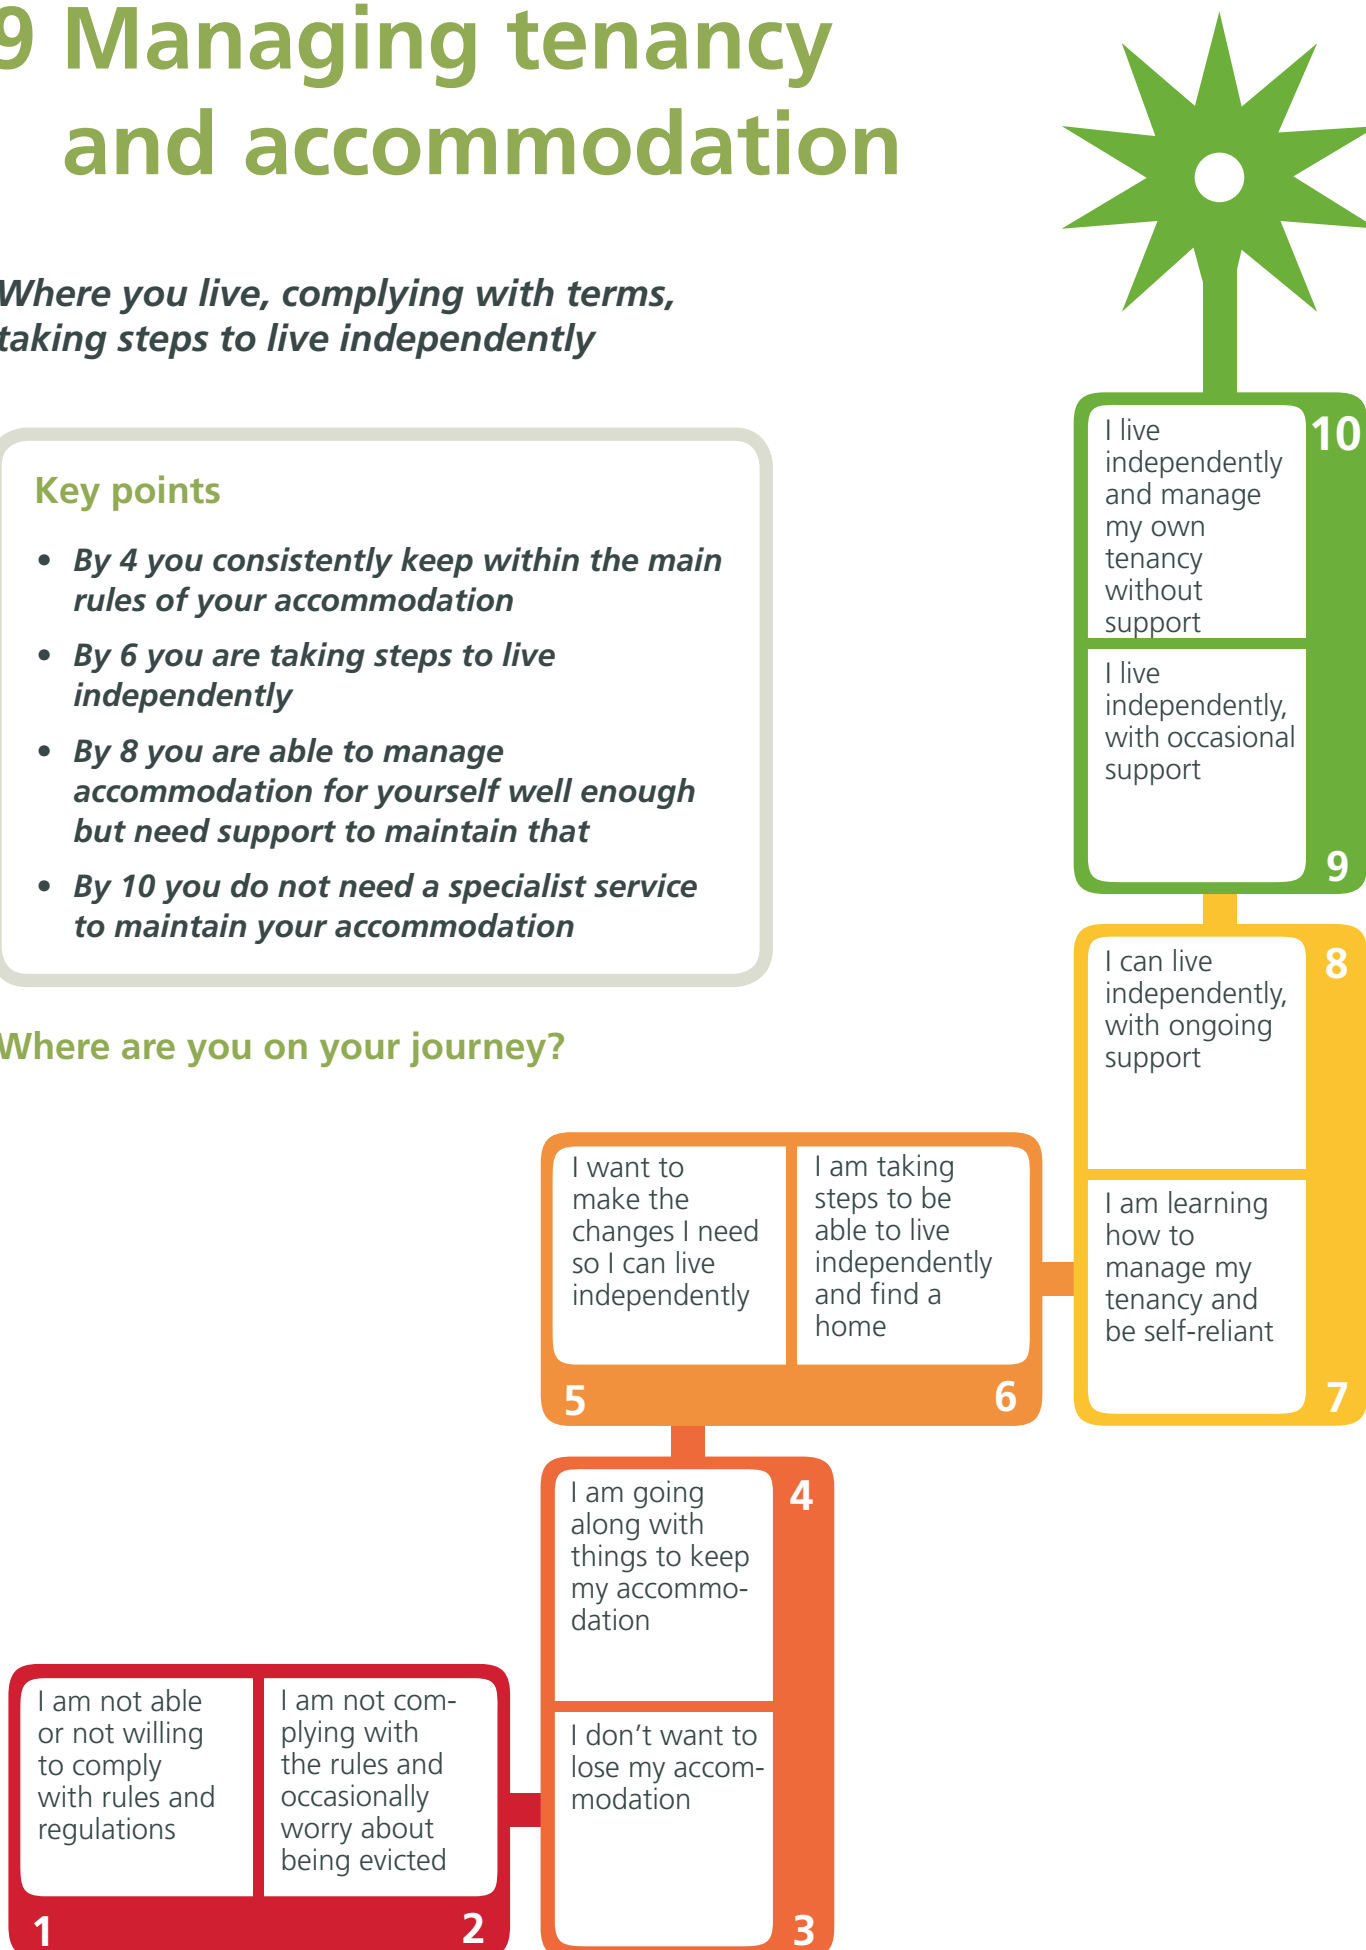 9 Managing tenancy
and accommodation
Where you live, complying with terms,
taking steps to live independently
Key points
• By 4 you consistently keep within the main
rules of your accommodation
• By 6 you are taking steps to live
independently
• By 8 you are able to manage
accommodation for yourself well enough
but need support to maintain that
• By 10 you do not need a specialist service
to maintain your accommodation
Where are you on your journey?
I live
independently
and manage
my own
tenancy
without
support
10
I live
independently,
with occasional
support
9
I can live
independently,
with ongoing
support
8
I am learning
how to
manage my
tenancy and
be self-reliant
7
I want to
make the
changes I need
so I can live
independently
5
I am taking
steps to be
able to live
independently
and find a
home
6
I am going
along with
things to keep
my accommo-
dation
4
I don’t want to
lose my accom-
modation
3
I am not able
or not willing
to comply
with rules and
regulations
1
I am not com-
plying with
the rules and
occasionally
worry about
being evicted
2